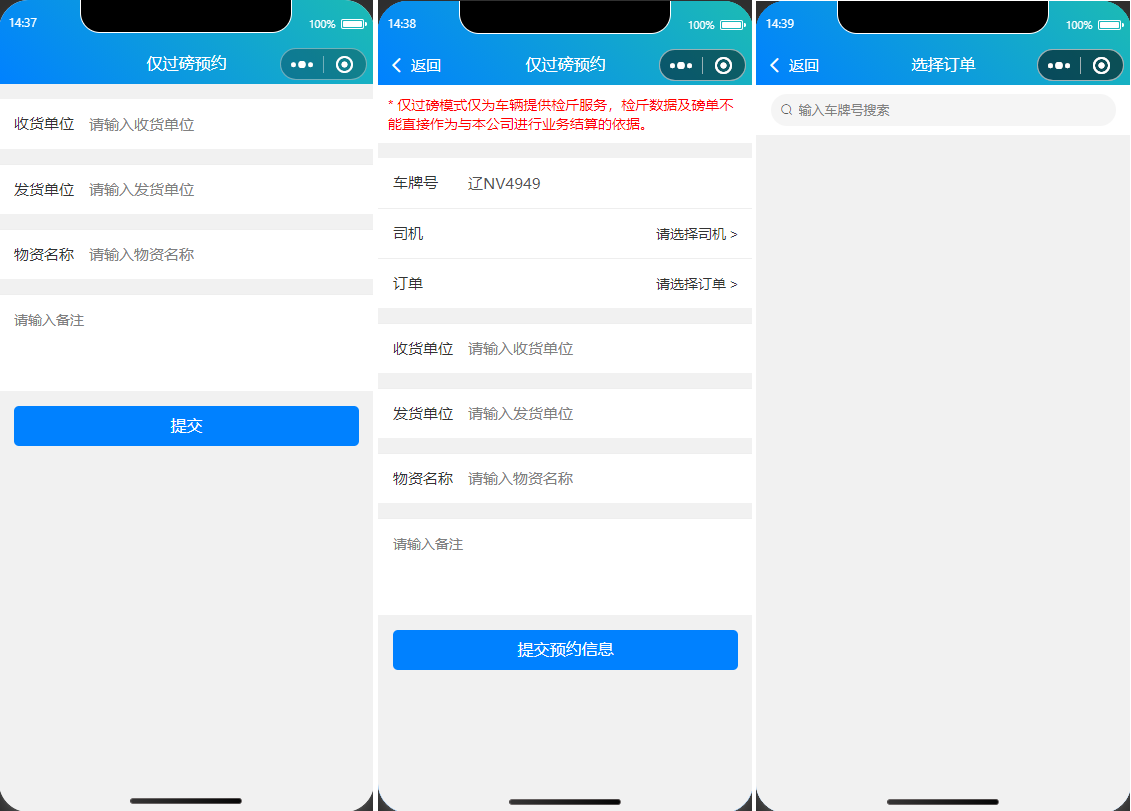 14:37
100%
仅过磅预约
收货单位 请输入收货单位
发货单位 请输入发货单位
物资名称 请输入物资名称
请输入备注
提交
14:38
100%
返回
仅过磅预约
* 仅过磅模式仅为车辆提供检斤服务，检斤数据及磅单不
能直接作为与本公司进行业务结算的依据。
车牌号 辽NV4949
司机 请选择司机 >
订单 请选择订单 >
收货单位 请输入收货单位
发货单位 请输入发货单位
物资名称 请输入物资名称
请输入备注
提交预约信息
14:39
100%
返回
选择订单
输入车牌号搜索